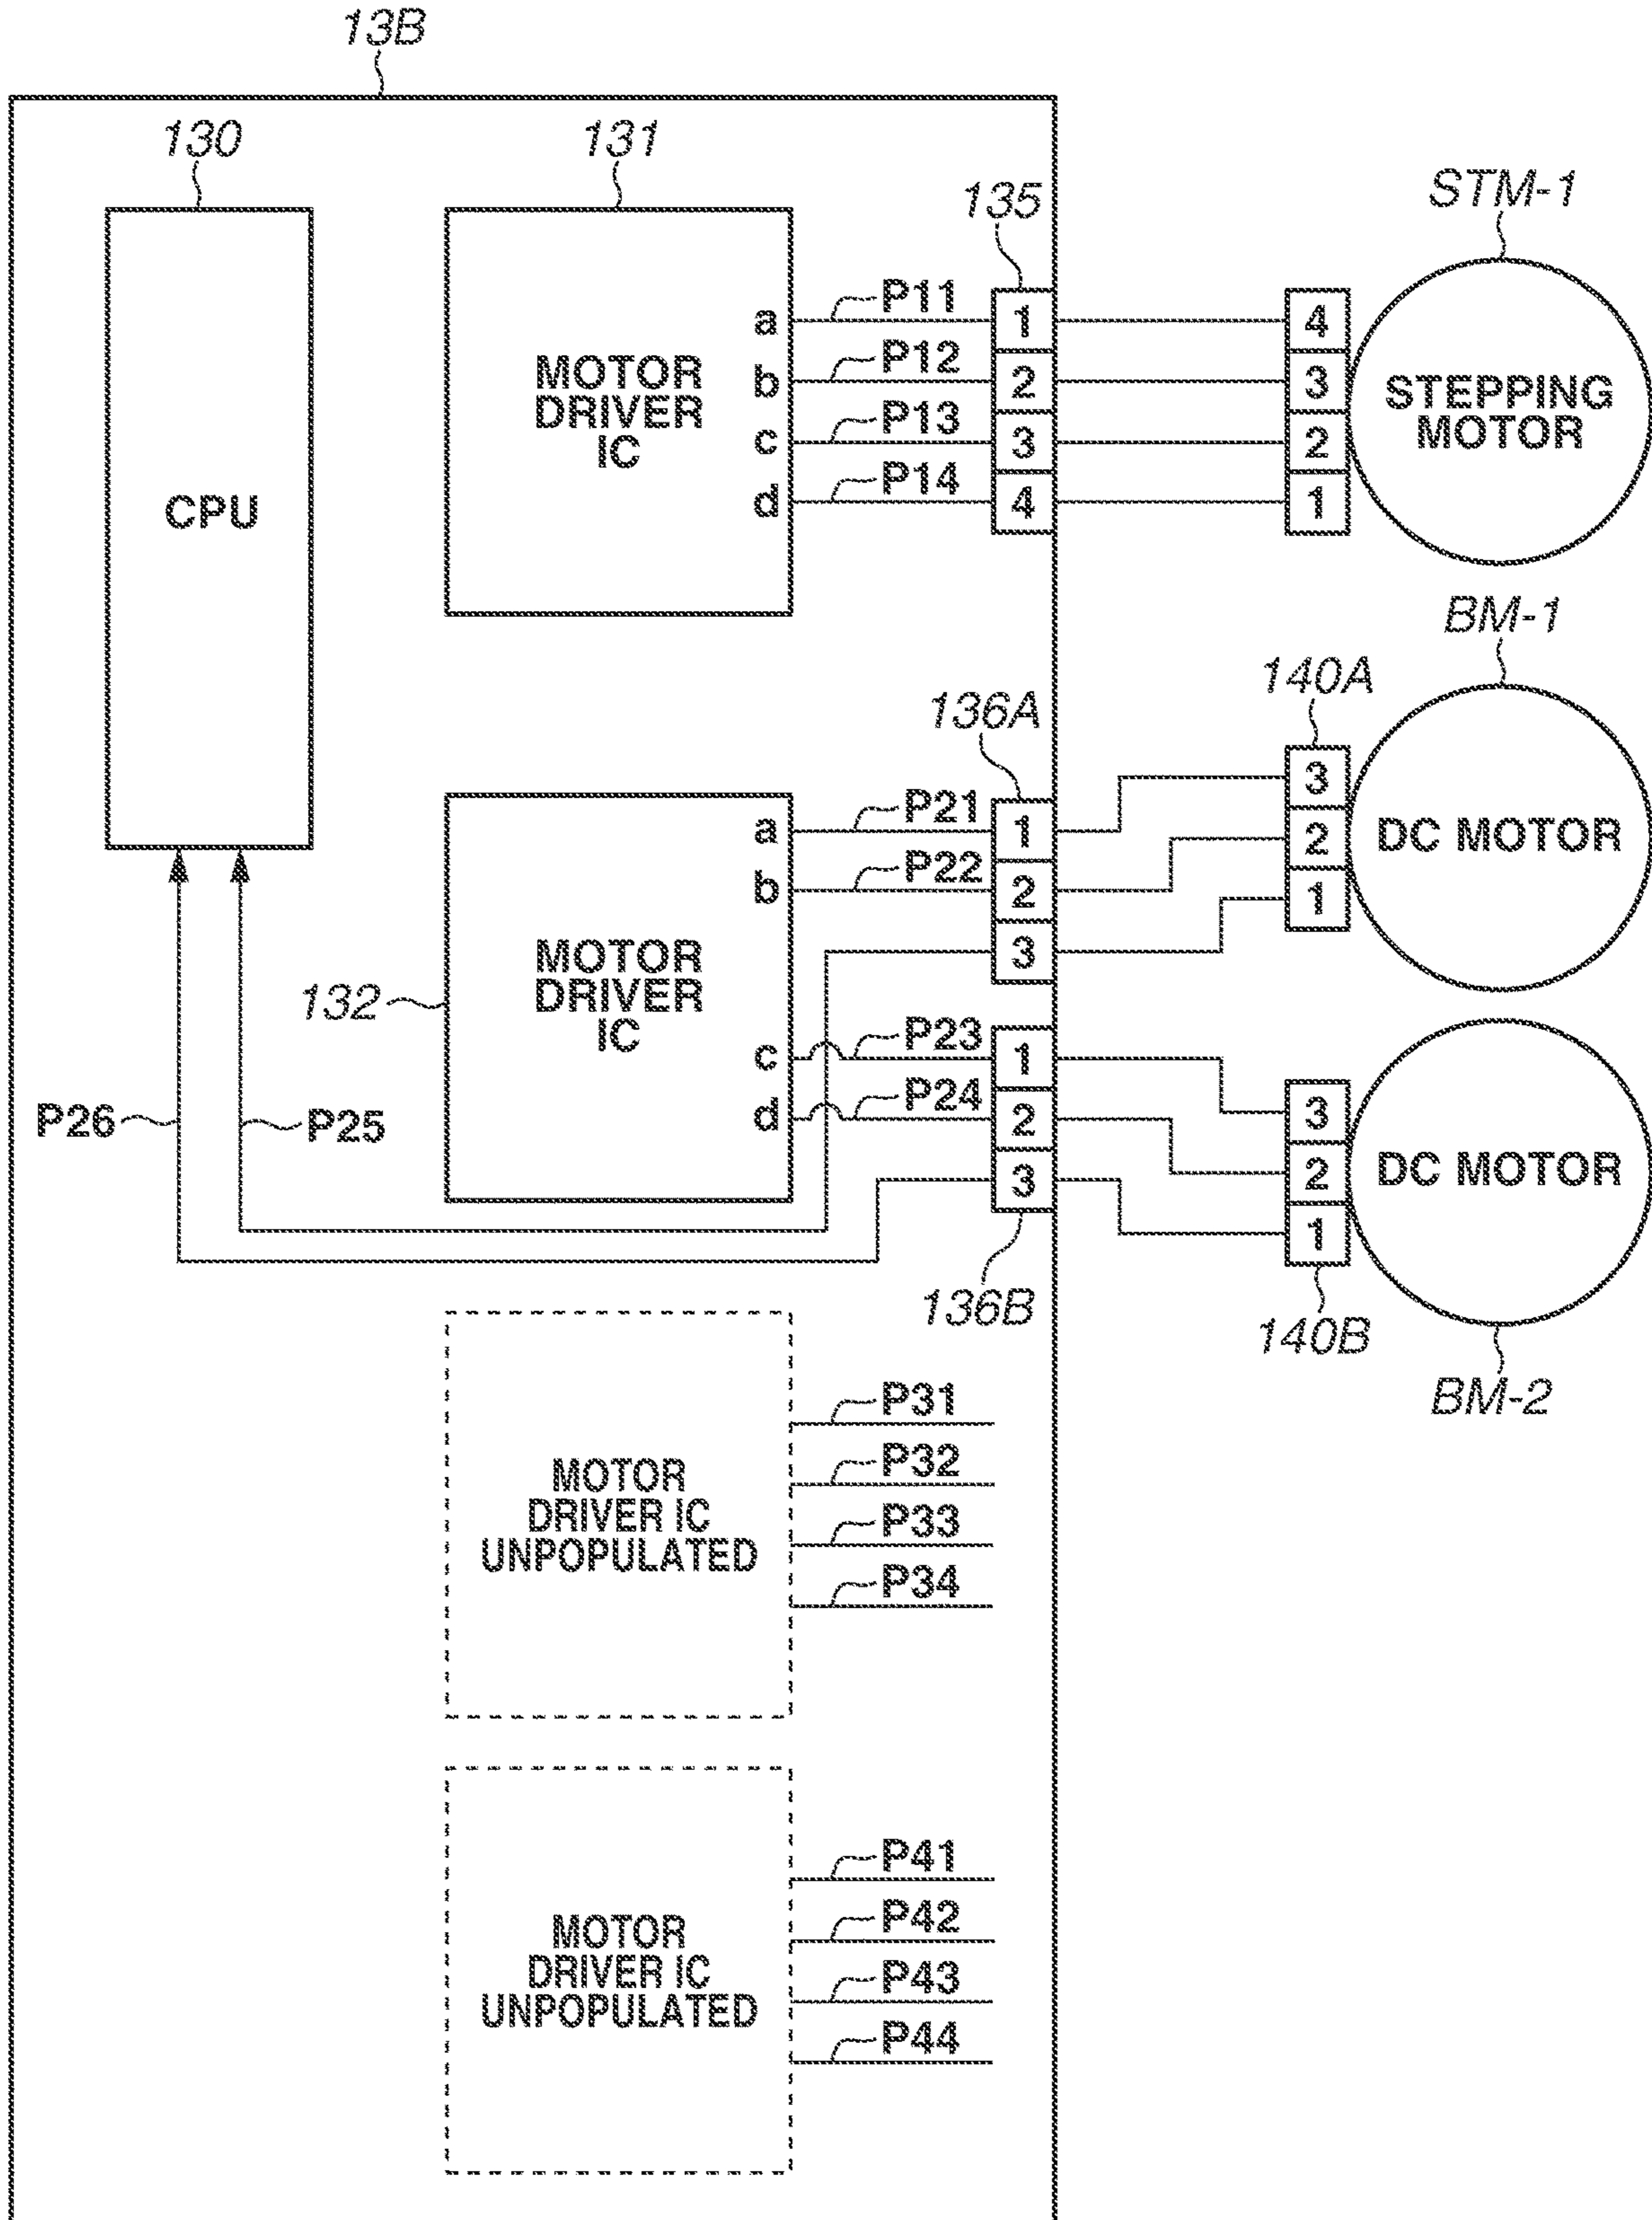 13B
130
131
135
STM-1
CPU
MOTOR
DRIVER
IC
a
b
c
d
P11
P12
P13
P14
1
2
3
4
4
3
2
1
STEPPING
MOTOR
BM-1
140A
136A
132
MOTOR
DRIVER
IC
a
b
c
d
P21
P22
P23
P24
1
2
3
1
2
3
3
2
1
DC MOTOR
3
2
1
DC MOTOR
P26
P25
136B
140B
BM-2
MOTOR
DRIVER IC
UNPOPULATED
P31
P32
P33
P34
MOTOR
DRIVER IC
UNPOPULATED
P41
P42
P43
P44